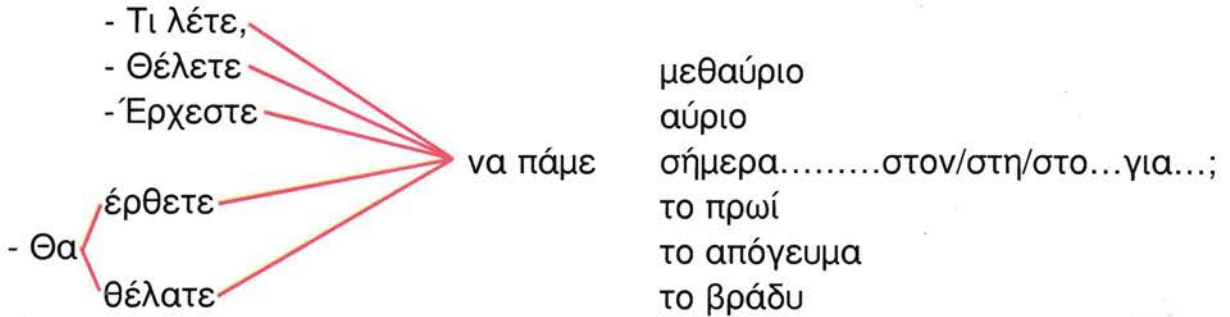 - Τι λέτε,
- Θέλετε
- Έρχεστε
- Θα
έρθετε
θέλατε
να πάμε
μεθαύριο
αύριο
σήμερα.........στον/στη/στο...για...;
το πρωί
το απόγευμα
το βράδυ